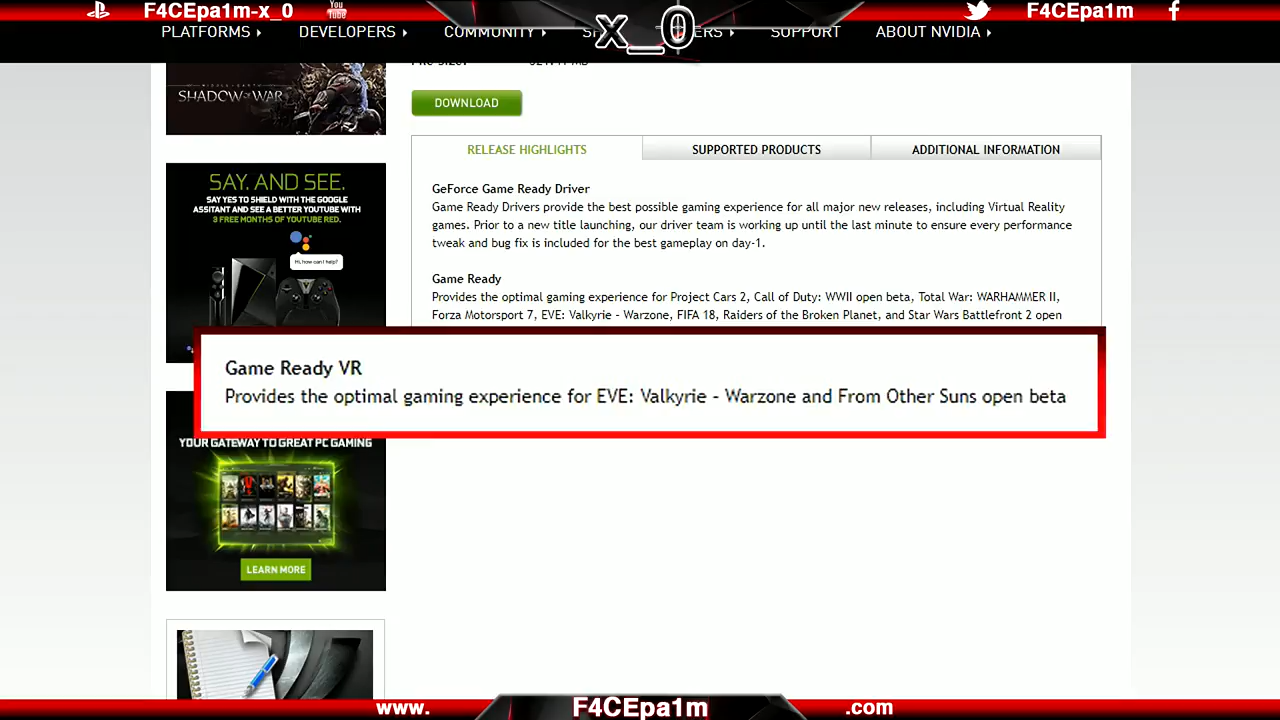 F4CEpa1m-x_0
You
Tube
x_0
F4CEpa1m
PLATFORMS
DEVELOPERS
COMMUNITY
SUPPORT
ABOUT NVIDIA
SHADOW OF WAR
DOWNLOAD
RELEASE HIGHLIGHTS
SUPPORTED PRODUCTS
ADDITIONAL INFORMATION
SAY. AND SEE.
SAY YES TO SHIELD WITH THE GOOGLE
ASSITANT AND SEE A BETTER YOUTUBE WITH
3 FREE MONTHS OF YOUTUBE RED.
Hi, how can I help?
GeForce Game Ready Driver
Game Ready Drivers provide the best possible gaming experience for all major new releases, including Virtual Reality
games. Prior to a new title launching, our driver team is working up until the last minute to ensure every performance
tweak and bug fix is included for the best gameplay on day-1.
Game Ready
Provides the optimal gaming experience for Project Cars 2, Call of Duty: WWII open beta, Total War: WARHAMMER II,
Forza Motorsport 7, EVE: Valkyrie – Warzone, FIFA 18, Raiders of the Broken Planet, and Star Wars Battlefront 2 open
Game Ready VR
Provides the optimal gaming experience for EVE: Valkyrie – Warzone and From Other Suns open beta
YOUR GATEWAY TO GREAT PC GAMING
LEARN MORE
www.
F4CEpa1m
.com